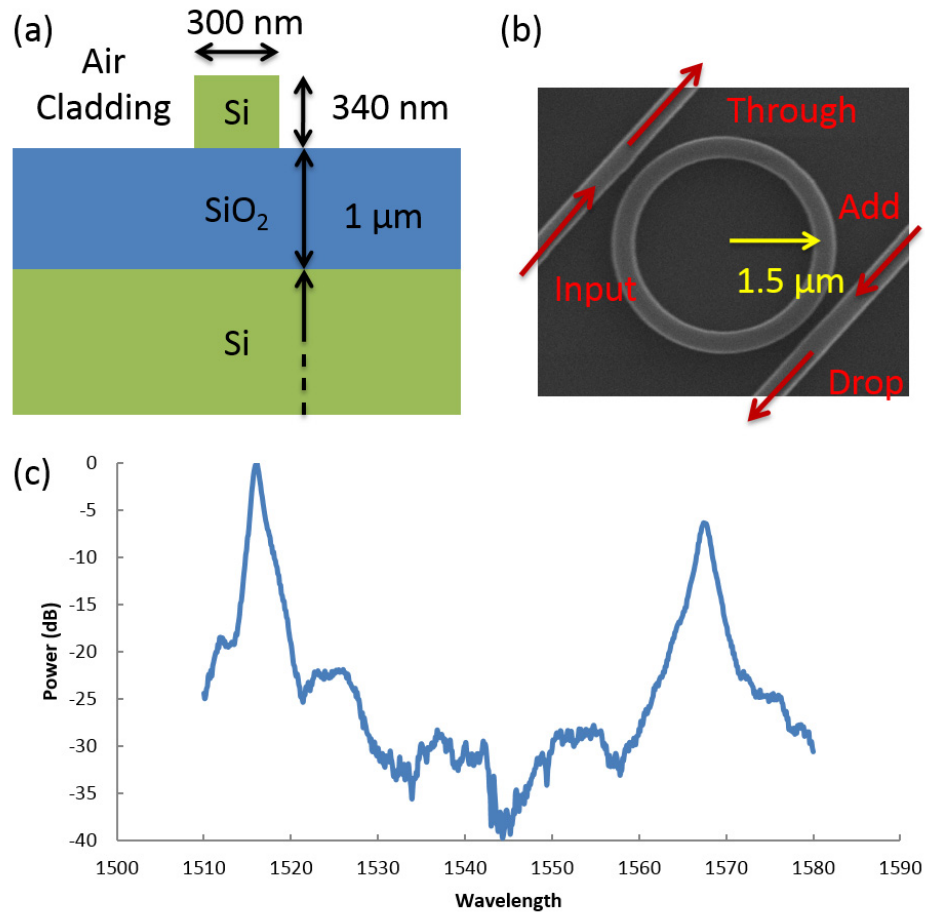 (a)
300 nm
Air
Cladding
Si
340 nm
SiO2
1 μm
Si
(b)
Through
Add
1.5 μm
Input
Drop
(c)
Power (dB)
0
-5
-10
-15
-20
-25
-30
-35
-40
1500 1510 1520 1530 1540 1550 1560 1570 1580 1590
Wavelength